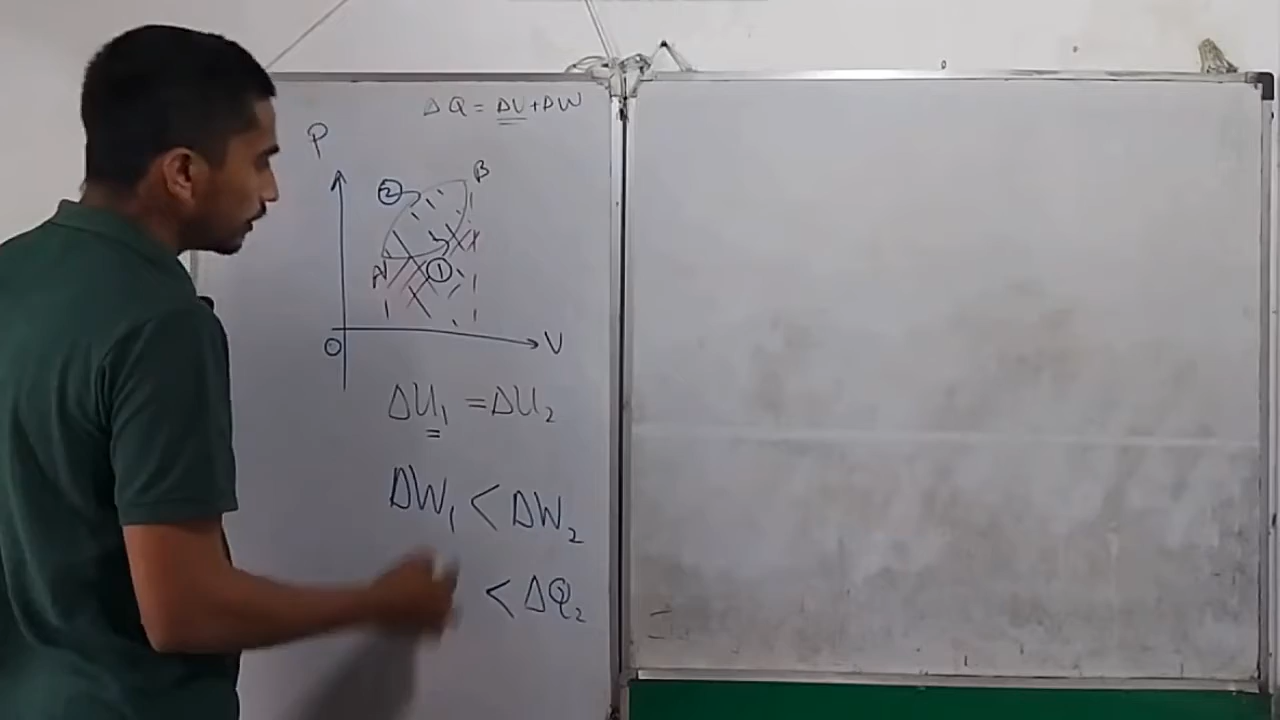 ΔQ = ΔU + ΔW
P
② B
A ①
O V
ΔU₁ = ΔU₂
ΔW₁ < ΔW₂
< ΔQ₂